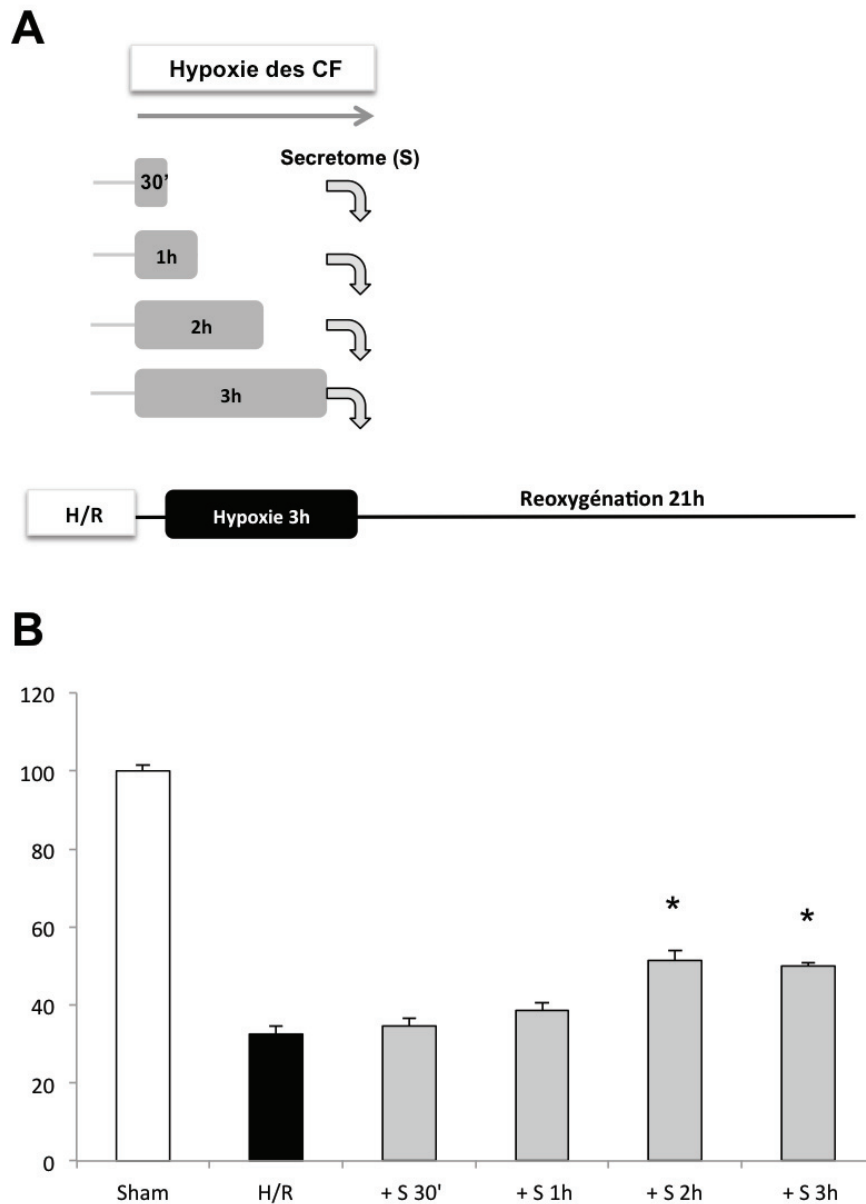 A
Hypoxie des CF
Secretome (S)
30’
1h
2h
3h
H/R
Hypoxie 3h
Reoxygénation 21h
B
120
100
80
60
40
20
0
*
*
Sham
H/R
+ S 30'
+ S 1h
+ S 2h
+ S 3h